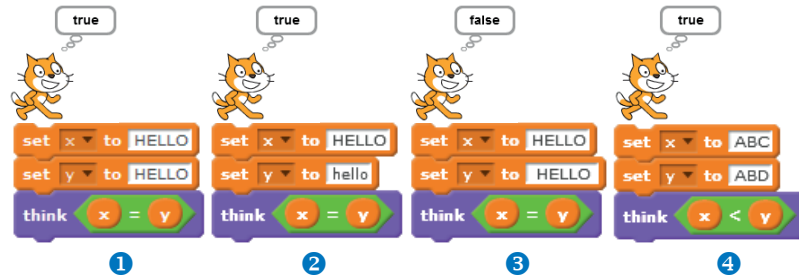 true true false true
set x to HELLO set x to HELLO set x to HELLO set x to ABC
set y to HELLO set y to hello set y to  HELLO set y to ABD
think x = y think x = y think x = y think x < y
1 2 3 4